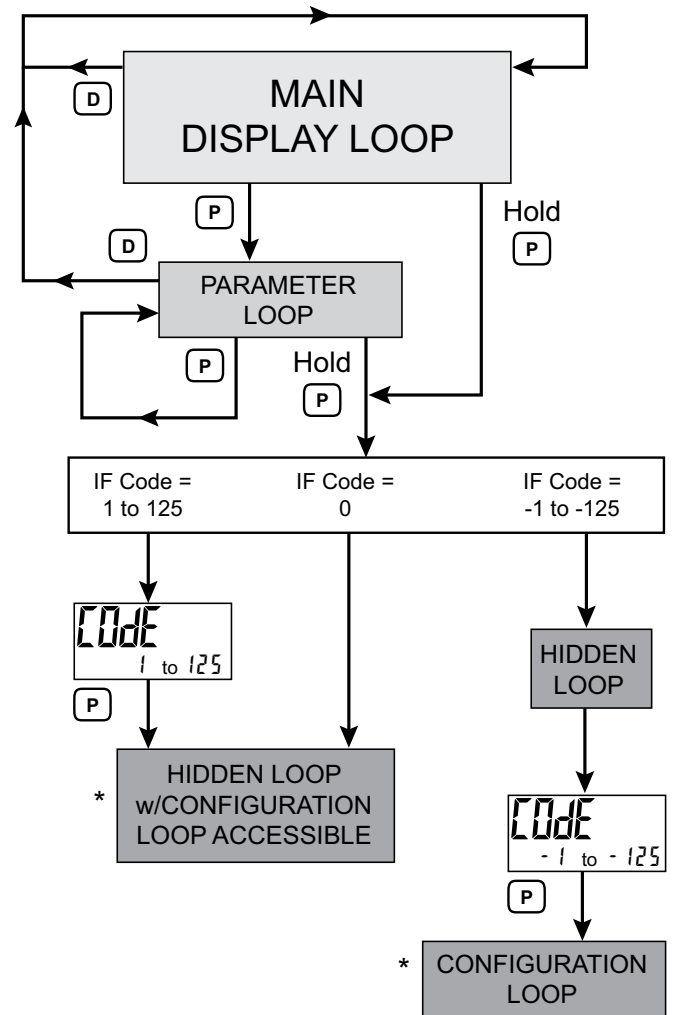 D
MAIN
DISPLAY LOOP
P
Hold
P
D
PARAMETER
LOOP
P
Hold
P
IF Code =
1 to 125
IF Code =
0
IF Code =
-1 to -125
CODE
1 to 125
P
HIDDEN
LOOP
*
HIDDEN LOOP
w/CONFIGURATION
LOOP ACCESSIBLE
CODE
- 1 to - 125
P
*
CONFIGURATION
LOOP